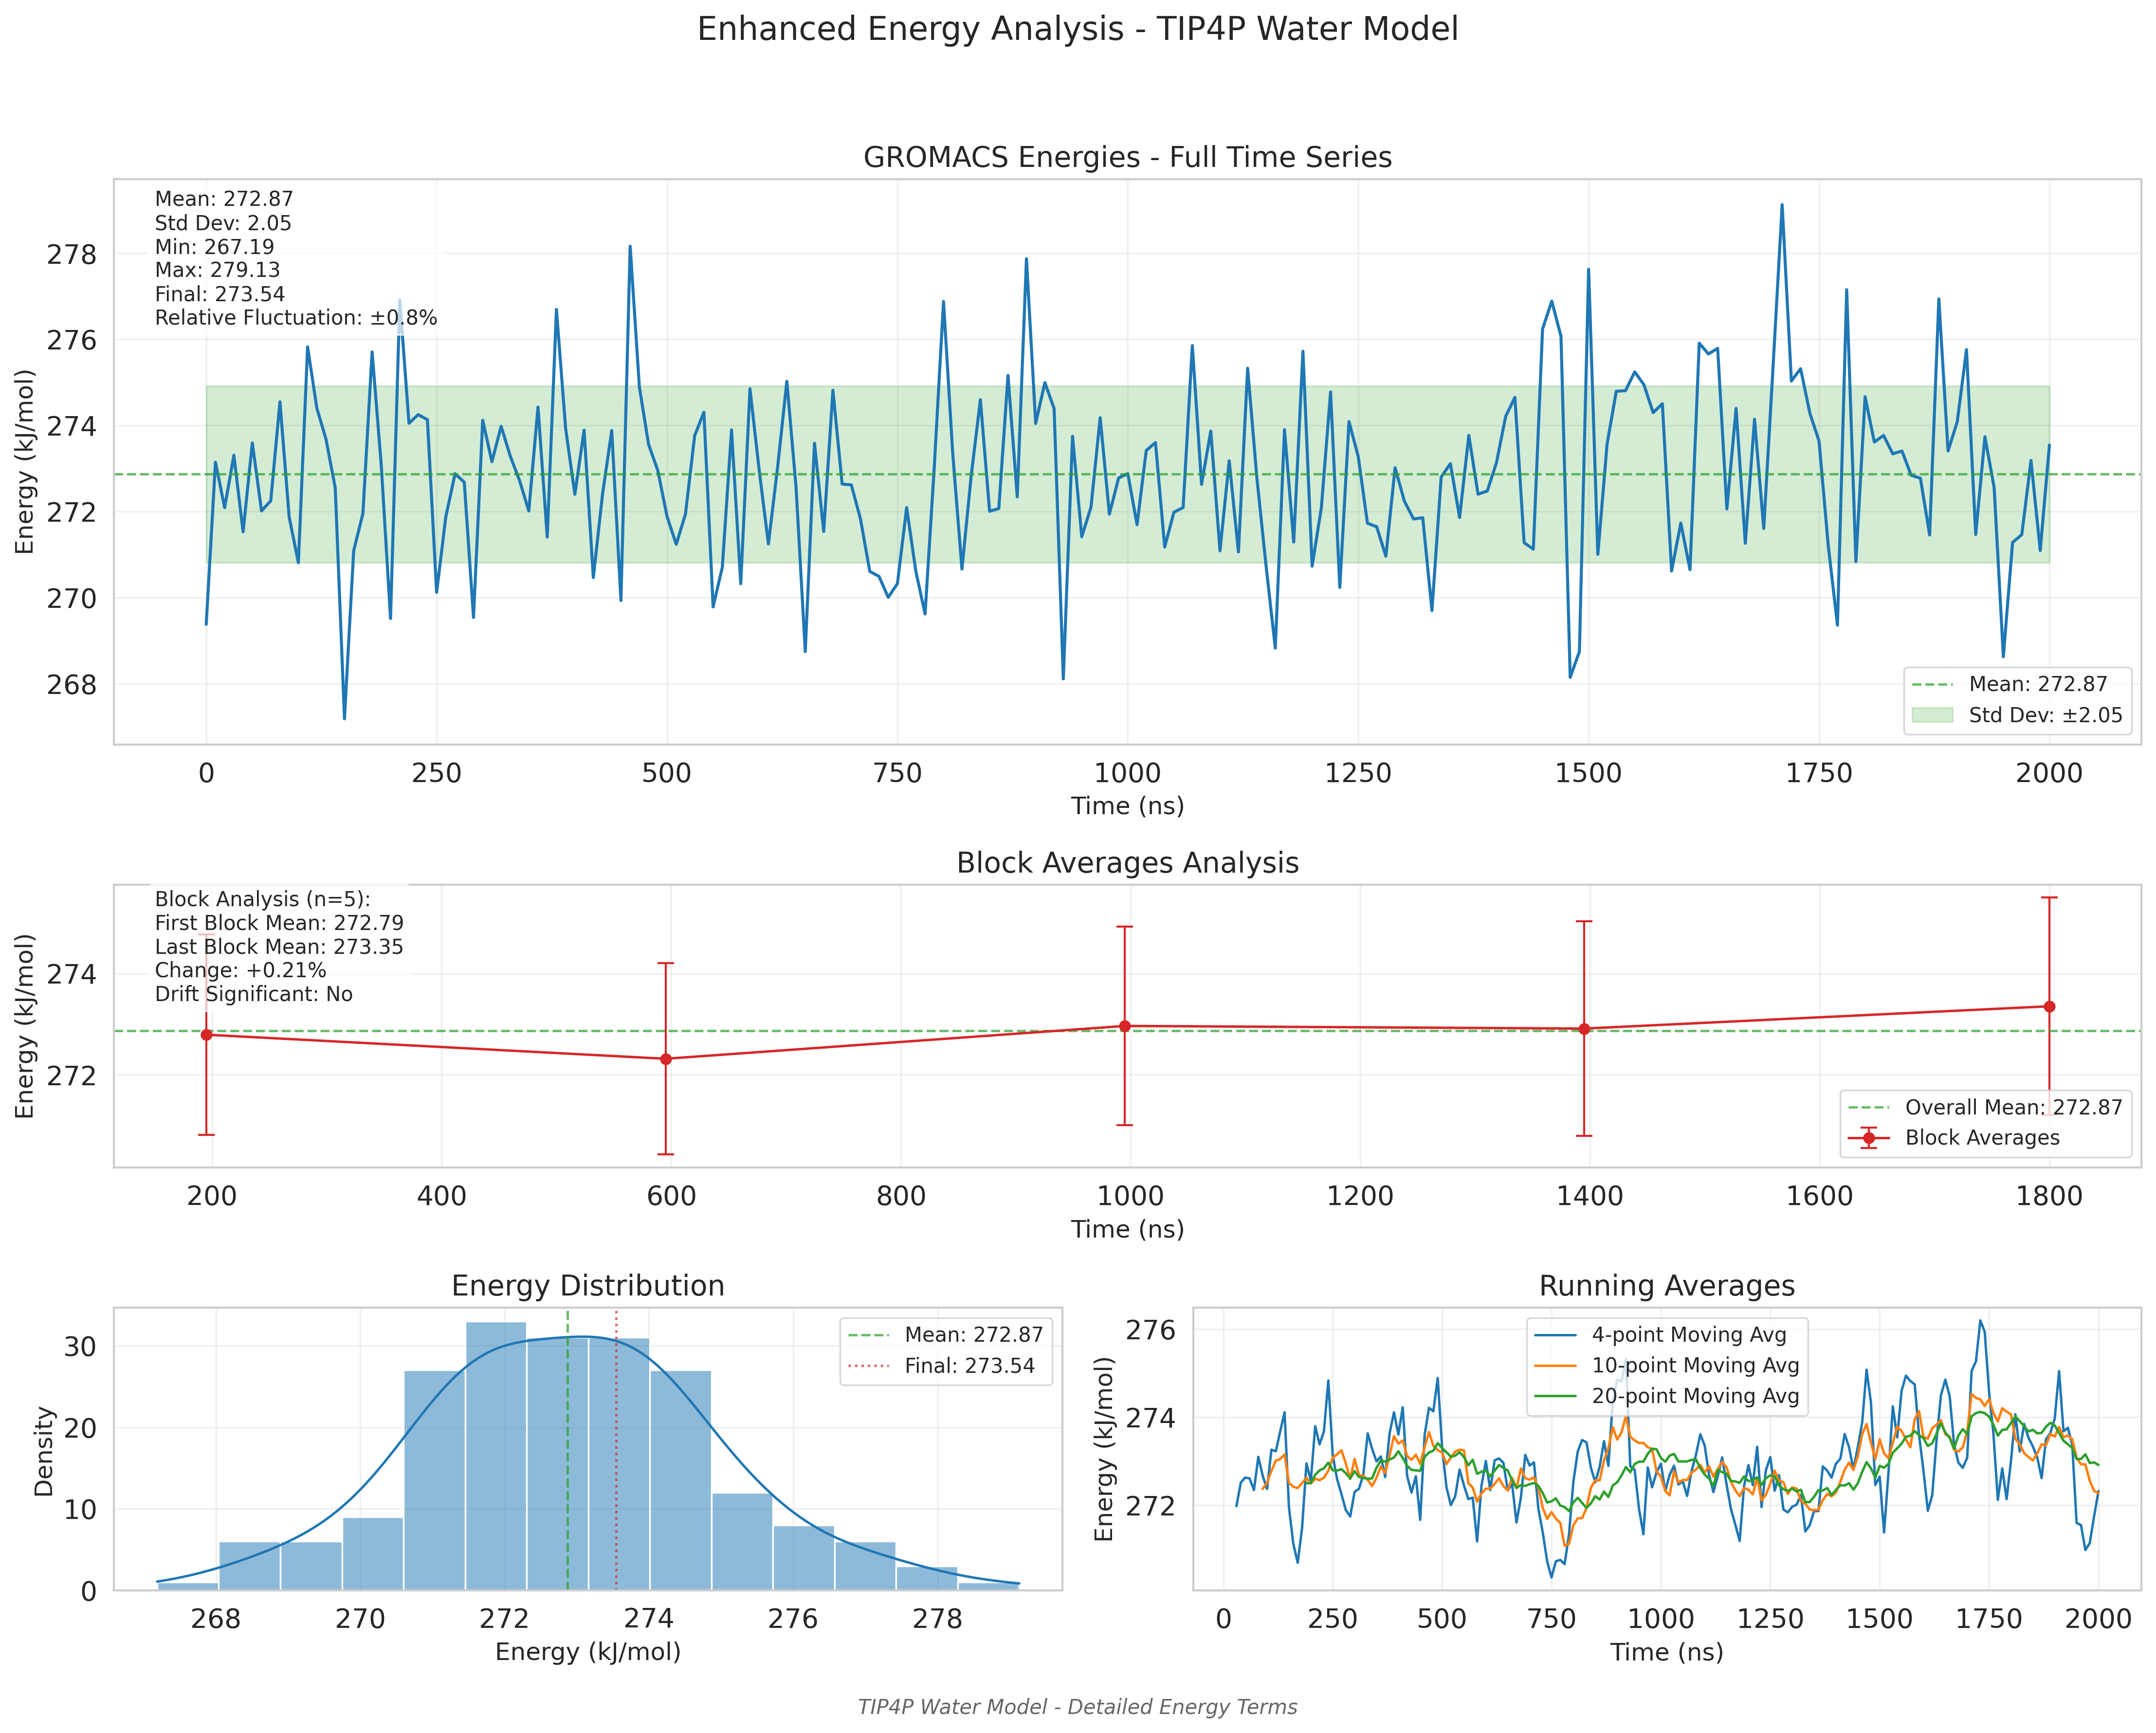 Enhanced Energy Analysis - TIP4P Water Model
GROMACS Energies - Full Time Series
Mean: 272.87
Std Dev: 2.05
Min: 267.19
Max: 279.13
Final: 273.54
Relative Fluctuation: ±0.8%
Energy (kJ/mol)
278
276
274
272
270
268
Mean: 272.87
Std Dev: ±2.05
0 250 500 750 1000 1250 1500 1750 2000
Time (ns)
Block Averages Analysis
Block Analysis (n=5):
First Block Mean: 272.79
Last Block Mean: 273.35
Change: +0.21%
Drift Significant: No
Energy (kJ/mol)
274
272
Overall Mean: 272.87
Block Averages
200 400 600 800 1000 1200 1400 1600 1800
Time (ns)
Energy Distribution
Density
30
20
10
0
Mean: 272.87
Final: 273.54
268 270 272 274 276 278
Energy (kJ/mol)
Running Averages
Energy (kJ/mol)
276
274
272
4-point Moving Avg
10-point Moving Avg
20-point Moving Avg
0 250 500 750 1000 1250 1500 1750 2000
Time (ns)
TIP4P Water Model - Detailed Energy Terms